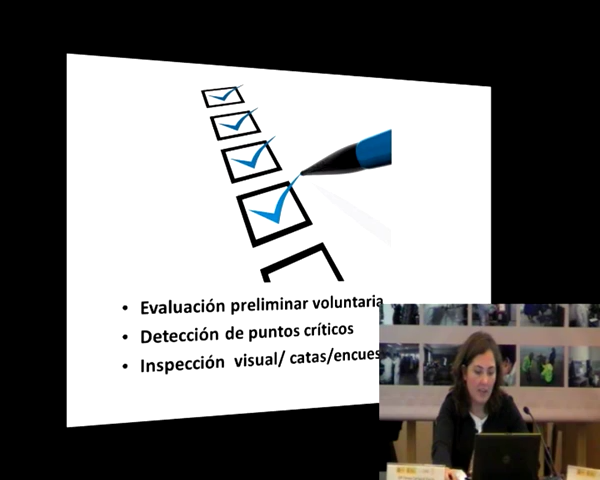 • Evaluación preliminar voluntaria
• Detección de puntos críticos
• Inspección visual/ catas/encues